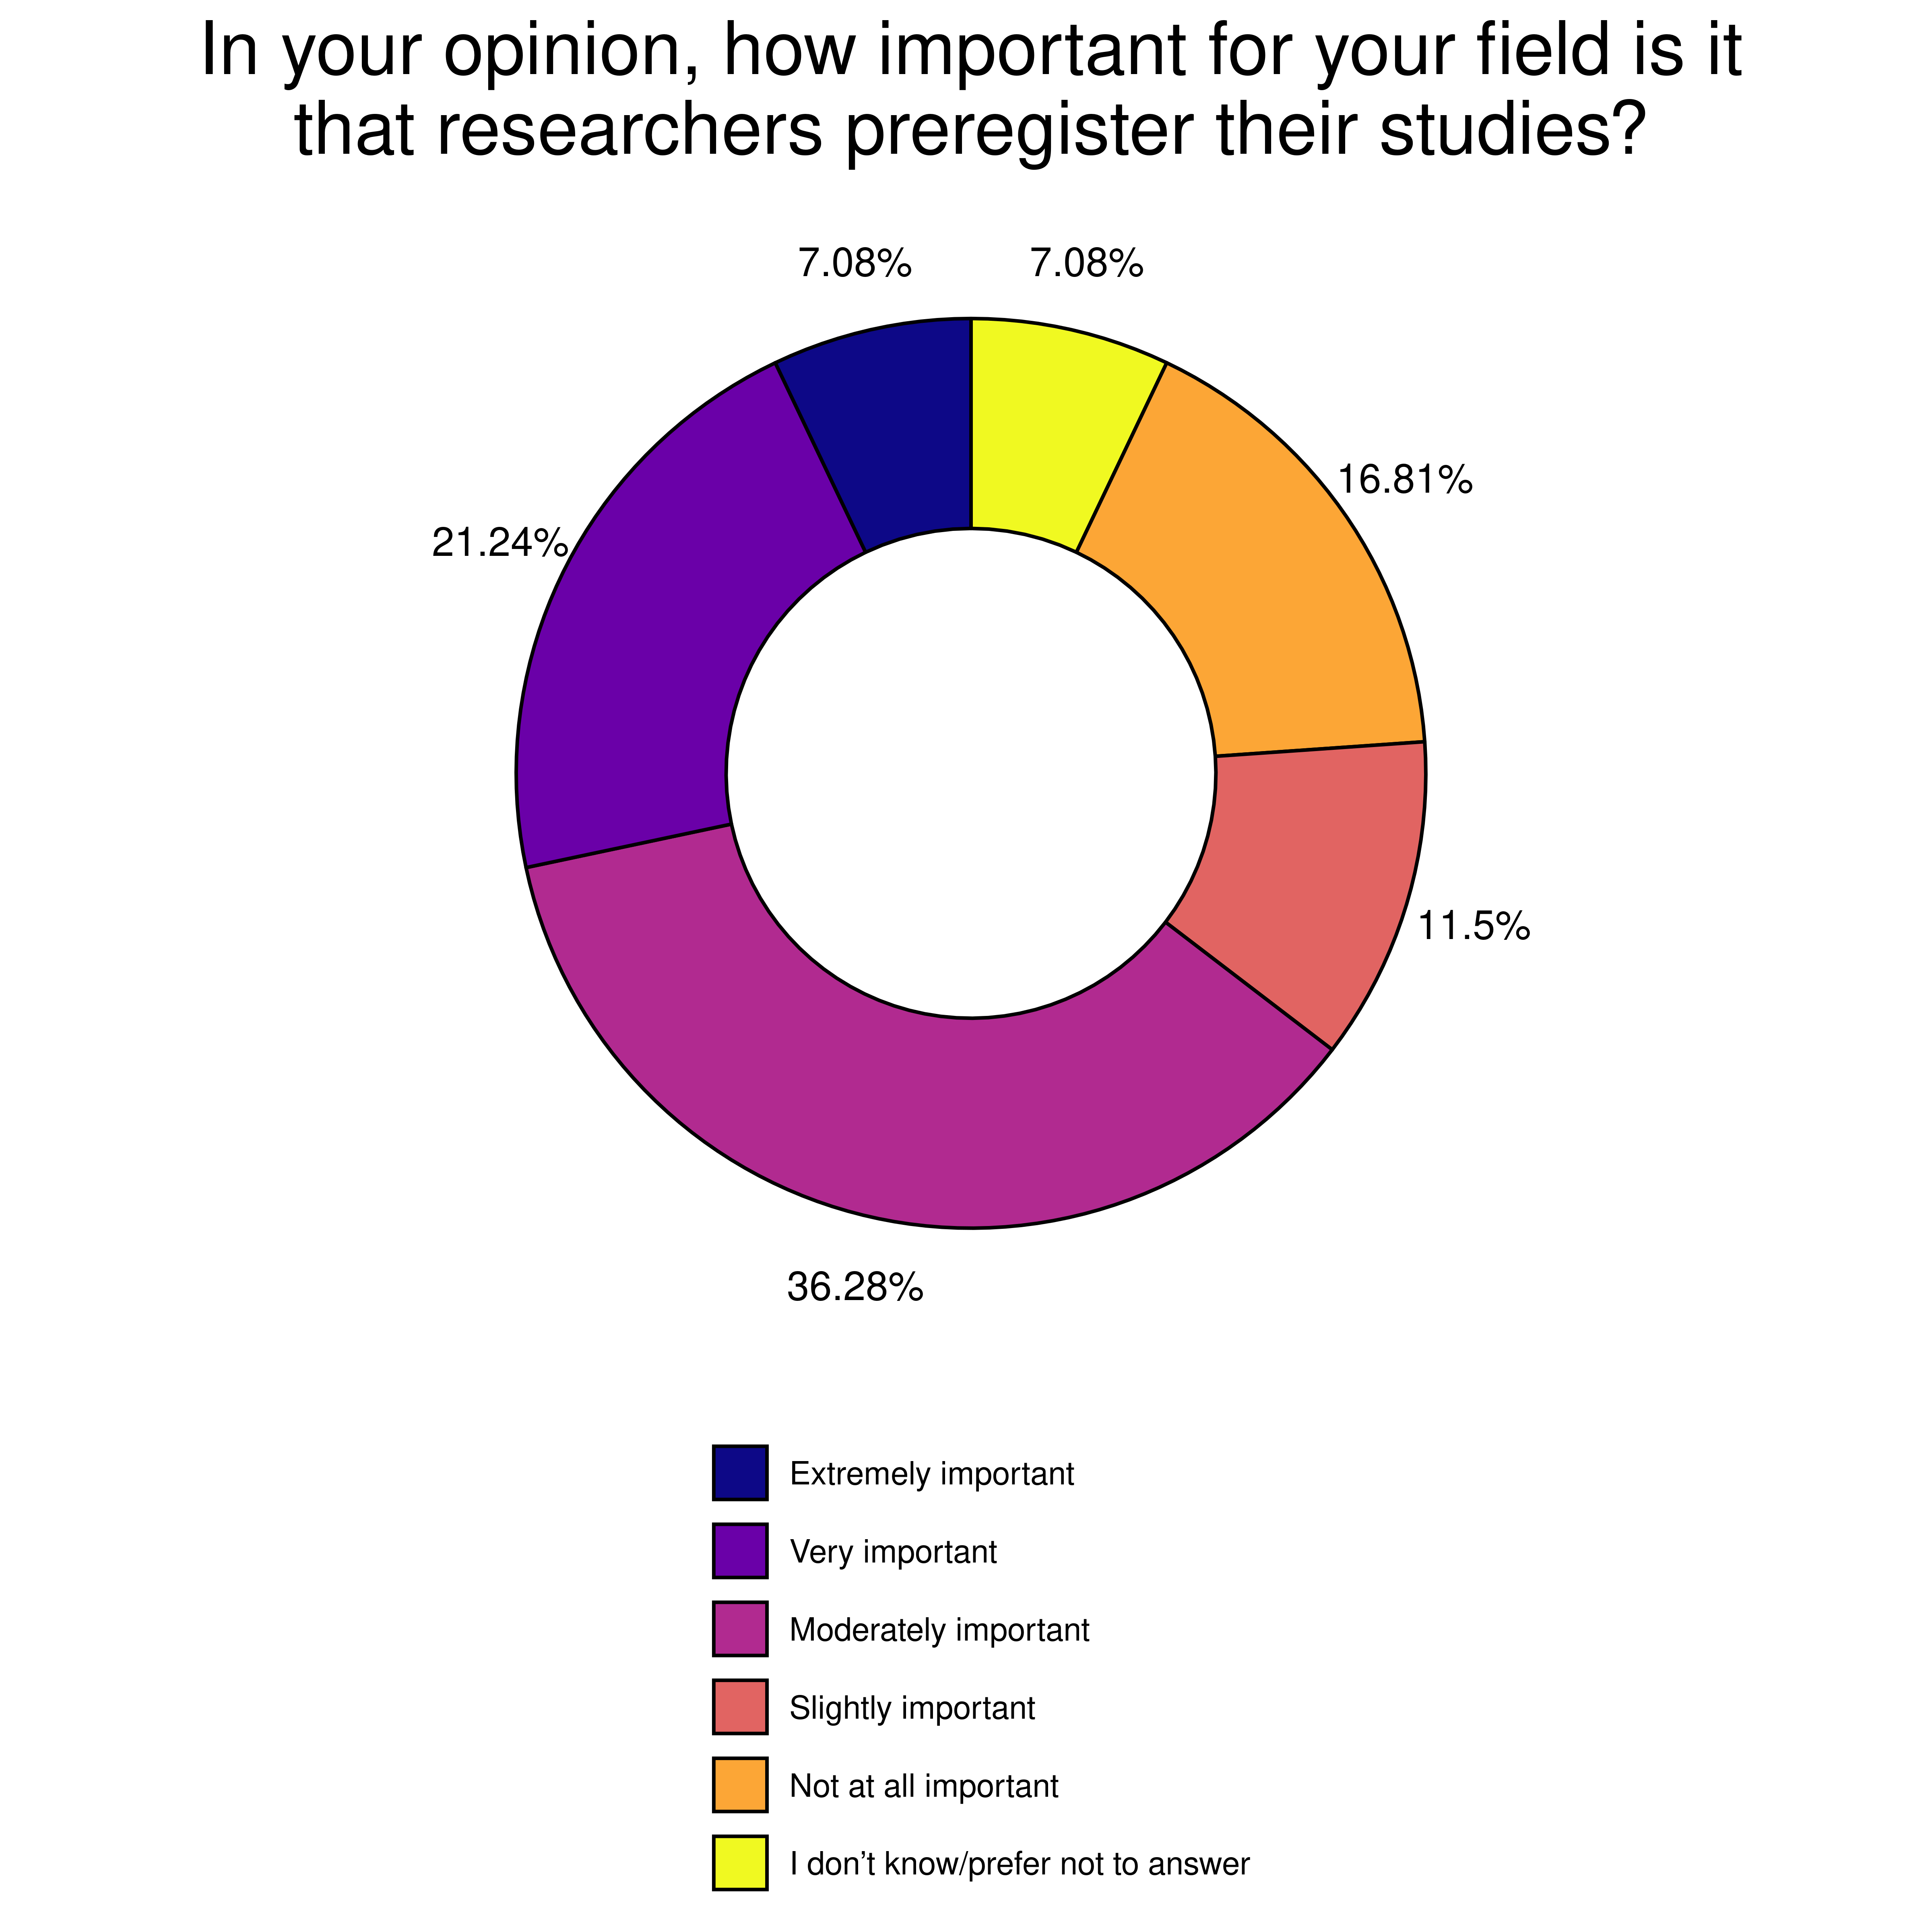 In your opinion, how important for your field is it
that researchers preregister their studies?
7.08%
7.08%
16.81%
21.24%
11.5%
36.28%
Extremely important
Very important
Moderately important
Slightly important
Not at all important
I don’t know/prefer not to answer